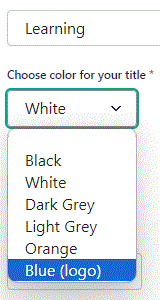 Learning
Choose color for your title *
White
Black
White
Dark Grey
Light Grey
Orange
Blue (logo)